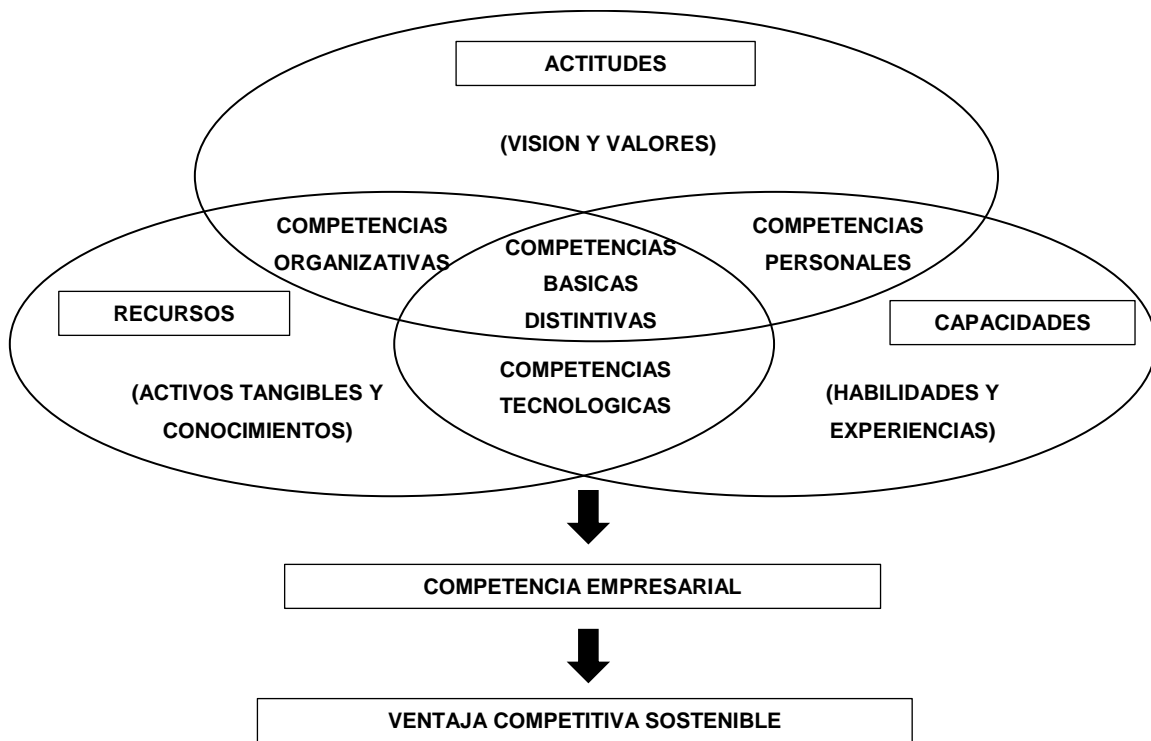 ACTITUDES
(VISION Y VALORES)
COMPETENCIAS
ORGANIZATIVAS
COMPETENCIAS
BASICAS
DISTINTIVAS
COMPETENCIAS
PERSONALES
RECURSOS
CAPACIDADES
(ACTIVOS TANGIBLES Y
CONOCIMIENTOS)
COMPETENCIAS
TECNOLOGICAS
(HABILIDADES Y
EXPERIENCIAS)
COMPETENCIA EMPRESARIAL
VENTAJA COMPETITIVA SOSTENIBLE